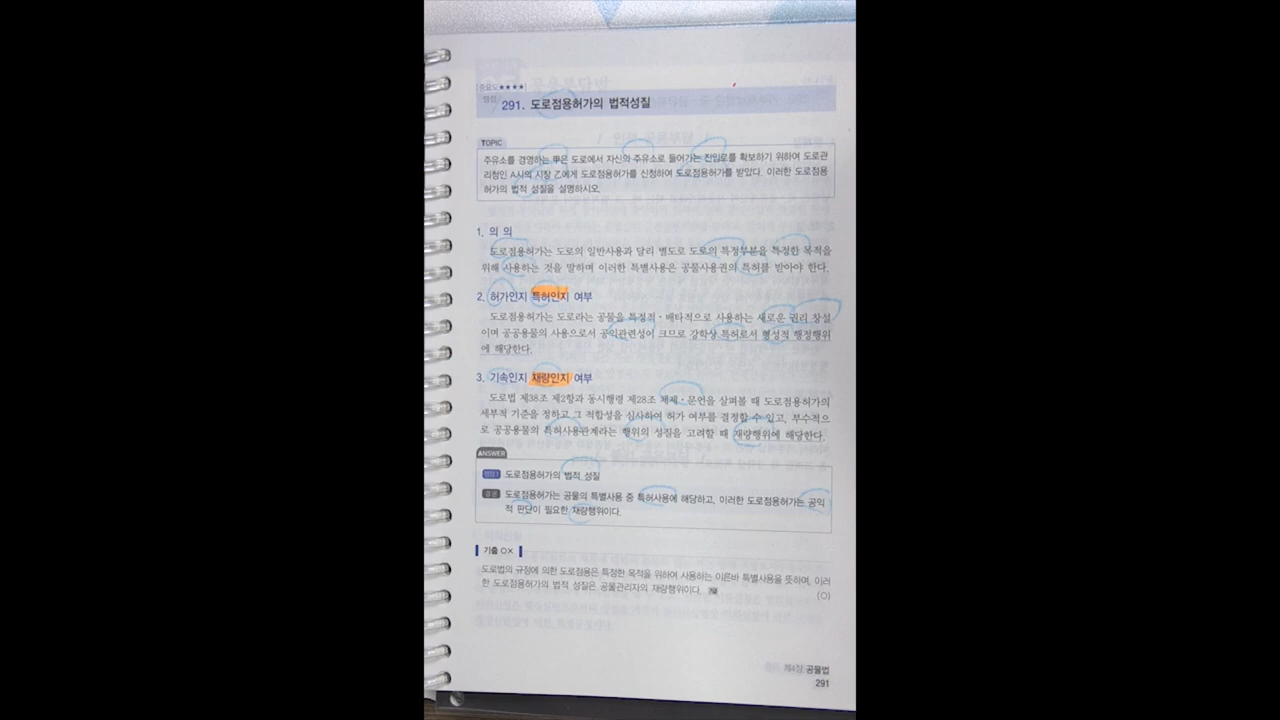 [중요도★★★★]
쟁점
291. 도로점용허가의 법적성질
TOPIC
주유소를 경영하는 甲은 도로에서 자신의 주유소로 들어가는 진입로를 확보하기 위하여 도로관
리청인 A시의 시장 乙에게 도로점용허가를 신청하여 도로점용허가를 받았다. 이러한 도로점용
허가의 법적 성질을 설명하시오.
1. 의 의
도로점용허가는 도로의 일반사용과 달리 별도로 도로의 특정부분을 특정한 목적을
위해 사용하는 것을 말하며 이러한 특별사용은 공물사용권의 특허를 받아야 한다.
2. 허가인지 특허인지 여부
도로점용허가는 도로라는 공물을 특정적·배타적으로 사용하는 새로운 권리 창설
이며 공공용물의 사용으로서 공익관련성이 크므로 강학상 특허로서 형성적 행정행위
에 해당한다.
3. 기속인지 재량인지 여부
도로법 제38조 제2항과 동시행령 제28조 체제·문언을 살펴볼 때 도로점용허가의
세부적 기준을 정하고 그 적합성을 심사하여 허가 여부를 결정할 수 있고, 부수적으
로 공공용물의 특허사용관계라는 행위의 성질을 고려할 때 재량행위에 해당한다.
ANSWER
쟁점 1 도로점용허가의 법적 성질
결 론 도로점용허가는 공물의 특별사용 중 특허사용에 해당하고, 이러한 도로점용허가는 공익
적 판단이 필요한 재량행위이다.
기출 O×
도로법의 규정에 의한 도로점용은 특정한 목적을 위하여 사용하는 이른바 특별사용을 뜻하며, 이러
한 도로점용허가의 법적 성질은 공물관리자의 재량행위이다. (O)
제4장 공물법
291